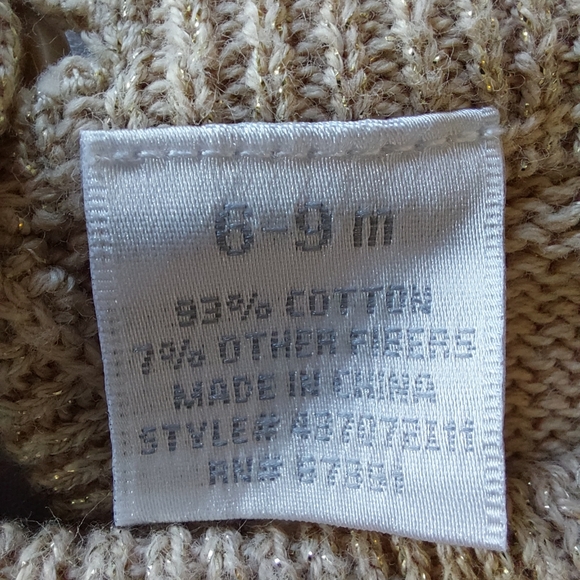 6-9 m
93% COTTON
7% OTHER FIBERS
MADE IN CHINA
STYLE#
RN#